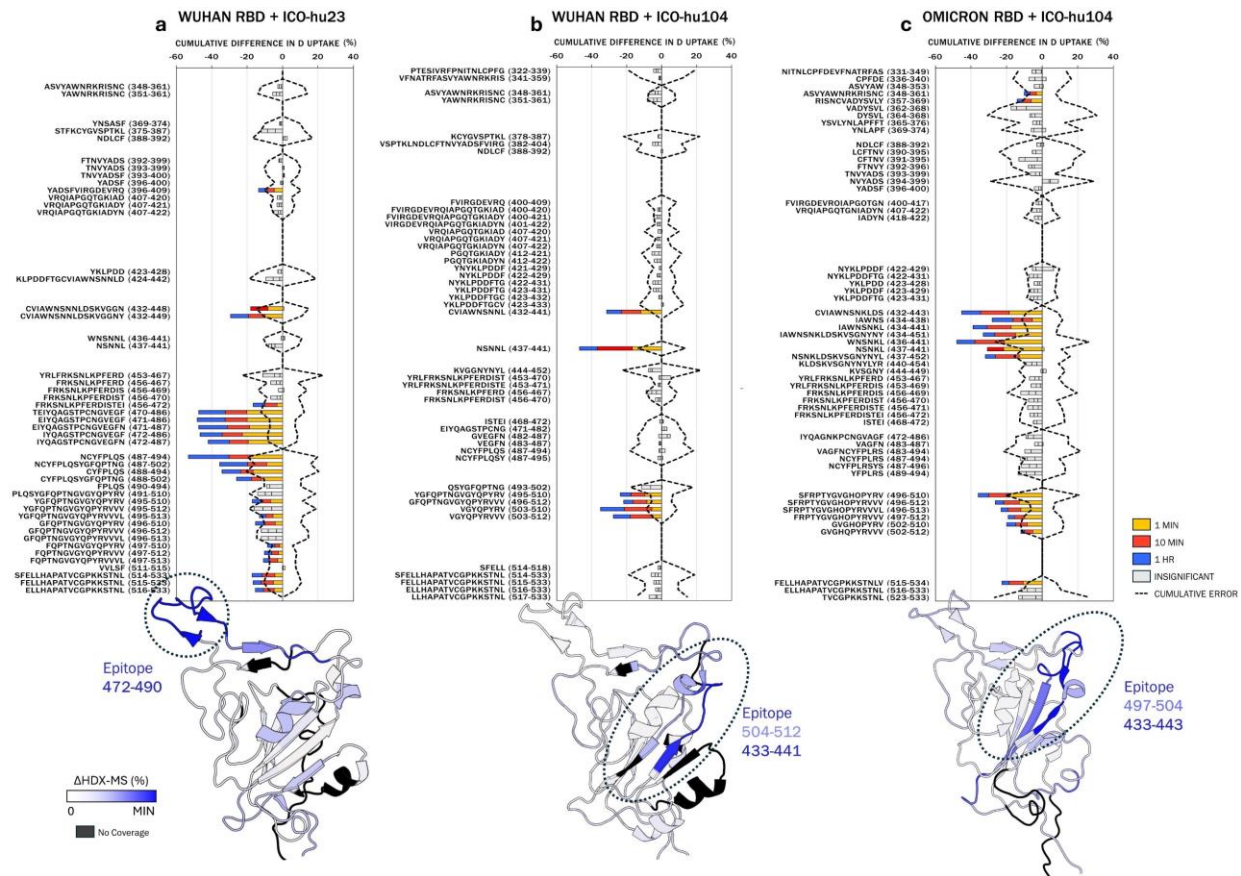 a WUHAN RBD + ICO-hu23
CUMULATIVE DIFFERENCE IN D UPTAKE (%)
-60 -40 -20 0 20 40
ASVYAWNRKRISNC (348-361)
YAWNRKRISNC (351-361)
YNSASF (369-374)
STFKCYGVSPTKL (375-387)
NDLCF (388-392)
FTNVYADS (392-399)
TNVYADS (393-399)
TNVYADSF (393-400)
YADSF (396-400)
YADSFVIRGDEVRQ (396-409)
VRQIAPGQTGKIAD (407-420)
VRQIAPGQTGKIADY (407-421)
VRQIAPGQTGKIADYN (407-422)
YKLPDD (423-428)
KLPDDFTGCVIAWNSNNLD (424-442)
CVIAWNSNNLDSKVGGN (432-448)
CVIAWNSNNLDSKVGGNY (432-449)
WNSNNL (436-441)
NSNNL (437-441)
YRLFRKSNLKPFERD (453-467)
FRKSNLKPFERD (456-467)
FRKSNLKPFERDIS (456-469)
FRKSNLKPFERDIST (456-470)
FRKSNLKPFERDISTEI (456-472)
TEIYQAGSTPCNGVEGF (470-486)
EIYQAGSTPCNGVEGF (471-486)
EIYQAGSTPCNGVEGFN (471-487)
IYQAGSTPCNGVEGF (472-486)
IYQAGSTPCNGVEGFN (472-487)
NCYFPLQS (487-494)
NCYFPLQSYGFQPTNG (487-502)
CYFPLQS (488-494)
CYFPLQSYGFQPTNG (488-502)
FPLQS (490-494)
PLQSYGFQPTNGVGYQPYRV (491-510)
YGFQPTNGVGYQPYRV (495-510)
YGFQPTNGVGYQPYRVVV (495-512)
YGFQPTNGVGYQPYRVVVL (495-513)
GFQPTNGVGYQPYRV (496-510)
GFQPTNGVGYQPYRVVV (496-512)
GFQPTNGVGYQPYRVVVL (496-513)
FQPTNGVGYQPYRV (497-510)
FQPTNGVGYQPYRVVV (497-512)
FQPTNGVGYQPYRVVVL (497-513)
VVLSF (511-515)
SFELLHAPATVCGPKKSTNL (514-533)
FELLHAPATVCGPKKSTNL (515-533)
ELLHAPATVCGPKKSTNL (516-533)
Epitope
472-490
ΔHDX-MS (%)
0 MIN
No Coverage
b WUHAN RBD + ICO-hu104
CUMULATIVE DIFFERENCE IN D UPTAKE (%)
-60 -40 -20 0 20 40
PTESIVRFPNITNLCPFG (322-339)
VFNATRFASVYAWNRKRIS (341-359)
ASVYAWNRKRISNC (348-361)
YAWNRKRISNC (351-361)
KCYGVSPTKL (378-387)
VSPTKLNDLCFTNVYADSFVIRG (382-404)
NDLCF (388-392)
FVIRGDEVRQ (400-409)
FVIRGDEVRQIAPGQTGKIAD (400-420)
FVIRGDEVRQIAPGQTGKIADY (400-421)
VIRGDEVRQIAPGQTGKIADYN (401-422)
VRQIAPGQTGKIAD (407-420)
VRQIAPGQTGKIADY (407-421)
VRQIAPGQTGKIADYN (407-422)
PGQTGKIADY (412-421)
PGQTGKIADYN (412-422)
YNYKLPDDF (421-429)
NYKLPDDF (422-429)
NYKLPDDFTG (422-431)
YKLPDDFTG (423-431)
YKLPDDFTGC (423-432)
YKLPDDFTGCV (423-433)
CVIAWNSNNL (432-441)
NSNNL (437-441)
KVGGNYNYL (444-452)
YRLFRKSNLKPFERDIST (453-470)
YRLFRKSNLKPFERDISTE (453-471)
FRKSNLKPFERD (456-467)
FRKSNLKPFERDIST (456-470)
ISTEI (468-472)
EIYQAGSTPCNG (471-482)
GVEGFN (482-487)
VEGFN (483-487)
NCYFPLQS (487-494)
NCYFPLQSY (487-495)
QSYGFQPTNG (493-502)
YGFQPTNGVGYQPYRV (495-510)
GFQPTNGVGYQPYRVVV (496-512)
VGYQPYRV (503-510)
VGYQPYRVVV (503-512)
SFELL (514-518)
SFELLHAPATVCGPKKSTNL (514-533)
FELLHAPATVCGPKKSTNL (515-533)
ELLHAPATVCGPKKSTNL (516-533)
LLHAPATVCGPKKSTNL (517-533)
Epitope
504-512
433-441
c OMICRON RBD + ICO-hu104
CUMULATIVE DIFFERENCE IN D UPTAKE (%)
-60 -40 -20 0 20 40
NITNLCPFDEVFNATRFAS (331-349)
CPFDE (336-340)
ASVYAW (348-353)
ASVYAWNRKRISNC (348-361)
RISNCVADYSVLY (357-369)
VADYSVL (362-368)
DYSVL (364-368)
YSVLYNLAPFFT (365-376)
YNLAPF (369-374)
NDLCF (388-392)
LCFTNV (390-395)
CFTNV (391-395)
FTNVY (392-396)
TNVYADS (393-399)
NVYADS (394-399)
YADSF (396-400)
FVIRGDEVROIAPGOTGN (400-417)
VRQIAPGQTGNIADYN (407-422)
IADYN (418-422)
NYKLPDDF (422-429)
NYKLPDDFTG (422-431)
YKLPDD (423-428)
YKLPDDF (423-429)
YKLPDDFTG (423-431)
CVIAWNSNKLDS (432-443)
IAWNS (434-438)
IAWNSNKL (434-441)
IAWNSNKLDSKVSGNYNY (434-451)
WNSNKL (436-441)
NSNKL (437-441)
NSNKLDSKVSGNYNYL (437-452)
KLDSKVSGNYNYLYR (440-454)
KVSGNY (444-449)
YRLFRKSNLKPFERD (453-467)
YRLFRKSNLKPFERDIS (453-469)
FRKSNLKPFERDIS (456-469)
FRKSNLKPFERDIST (456-470)
FRKSNLKPFERDISTE (456-471)
FRKSNLKPFERDISTEI (456-472)
ISTEI (468-472)
IYQAGNKPCNGVAGF (472-486)
VAGFN (483-487)
VAGFNCYFPLRS (483-494)
NCYFPLRS (487-494)
NCYFPLRSYS (487-496)
YFPLRS (489-494)
SFRPTYGVGHOPYRV (496-510)
SFRPTYGVGHOPYRVVV (496-512)
SFRPTYGVGHQPYRVVVL (496-513)
FRPTYGVGHQPYRVVV (497-512)
GVGHOPYRV (502-510)
GVGHQPYRVVV (502-512)
FELLHAPATVCGPKKSTNLV (515-534)
ELLHAPATVCGPKKSTNL (516-533)
TVCGPKKSTNL (523-533)
1 MIN
10 MIN
1 HR
INSIGNIFICANT
CUMULATIVE ERROR
Epitope
497-504
433-443